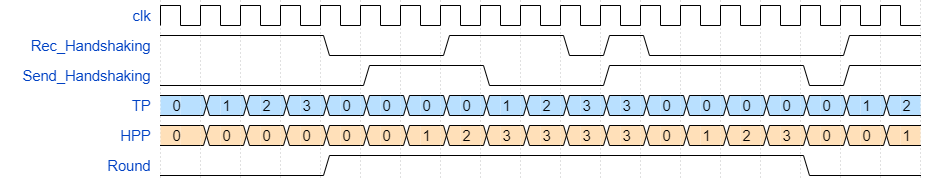 clk
Rec_Handshaking
Send_Handshaking
TP 0 1 2 3 0 0 0 0 1 2 3 3 0 0 0 0 0 1 2
HPP 0 0 0 0 0 0 1 2 3 3 3 3 0 1 2 3 0 0 1
Round